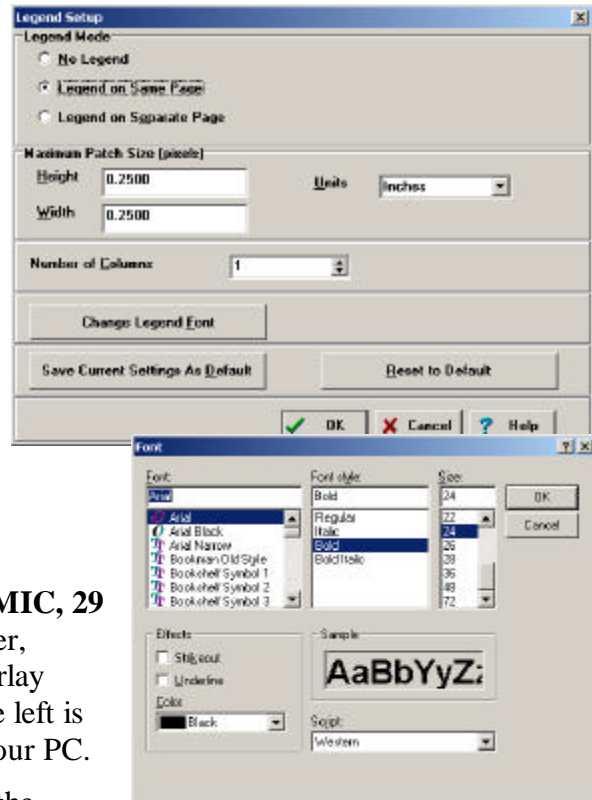 Legend Setup
Legend Mode
No Legend
Legend on Same Page
Legend on Separate Page
Maximum Patch Size (pixels)
Height 0.2500 Units Inches
Width 0.2500
Number of Columns 1
Change Legend Font
Save Current Settings As Default Reset to Default
OK Cancel Help
Font
Font: Font style: Size:
Arial Bold 24 OK
Arial Regular 22 Cancel
Arial Black Italic 24
Arial Narrow Bold 26
Bookman Old Style Bold Italic 28
Bookshelf Symbol 1 36
Bookshelf Symbol 2 48
Bookshelf Symbol 3 72
Effects Sample
Strikeout AaBbYyZz
Underline
Color
Black Script:
Western
MIC, 29
er,
rlay
e left is
our PC.
the